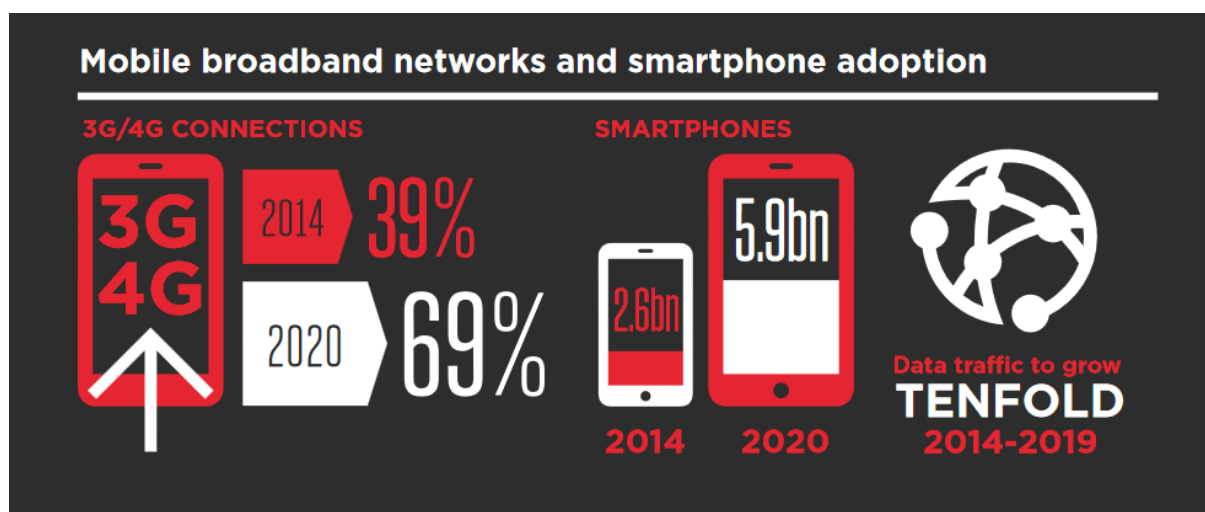 Mobile broadband networks and smartphone adoption
3G/4G CONNECTIONS
3G
4G
2014
39%
2020
69%
SMARTPHONES
2.6bn
2014
5.9bn
2020
Data traffic to grow
TENFOLD
2014-2019